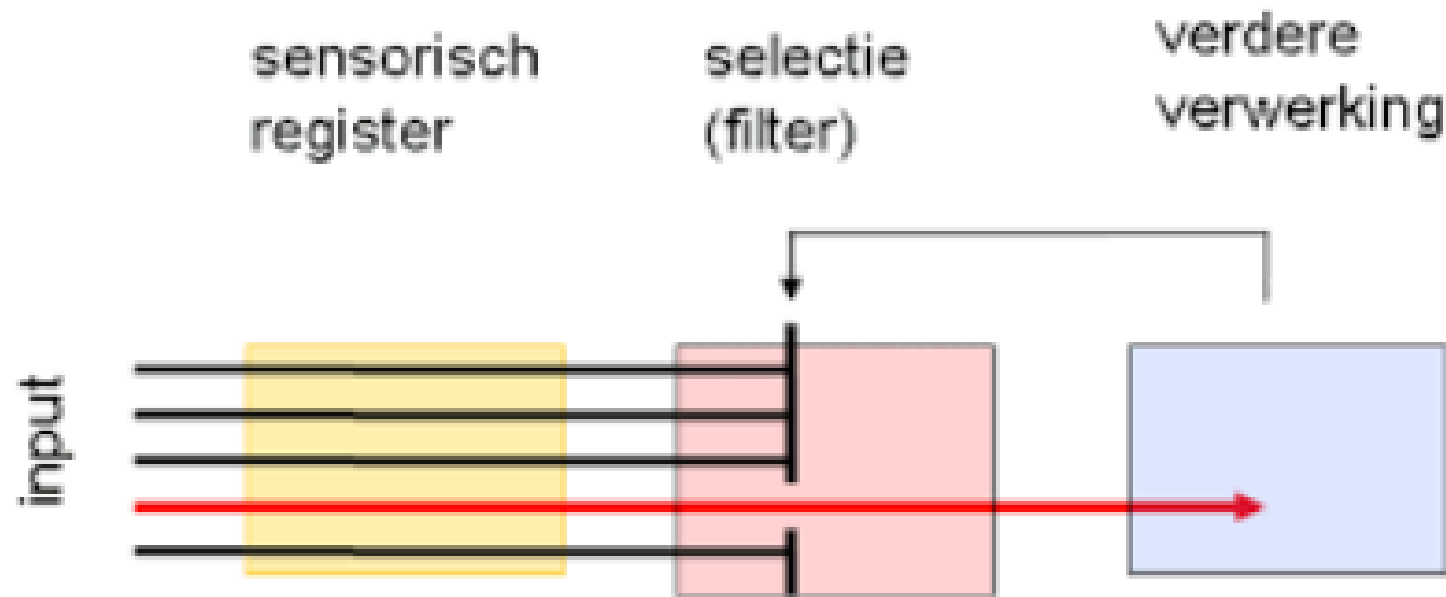 sensorisch
register
selectie
(filter)
verdere
verwerking
input